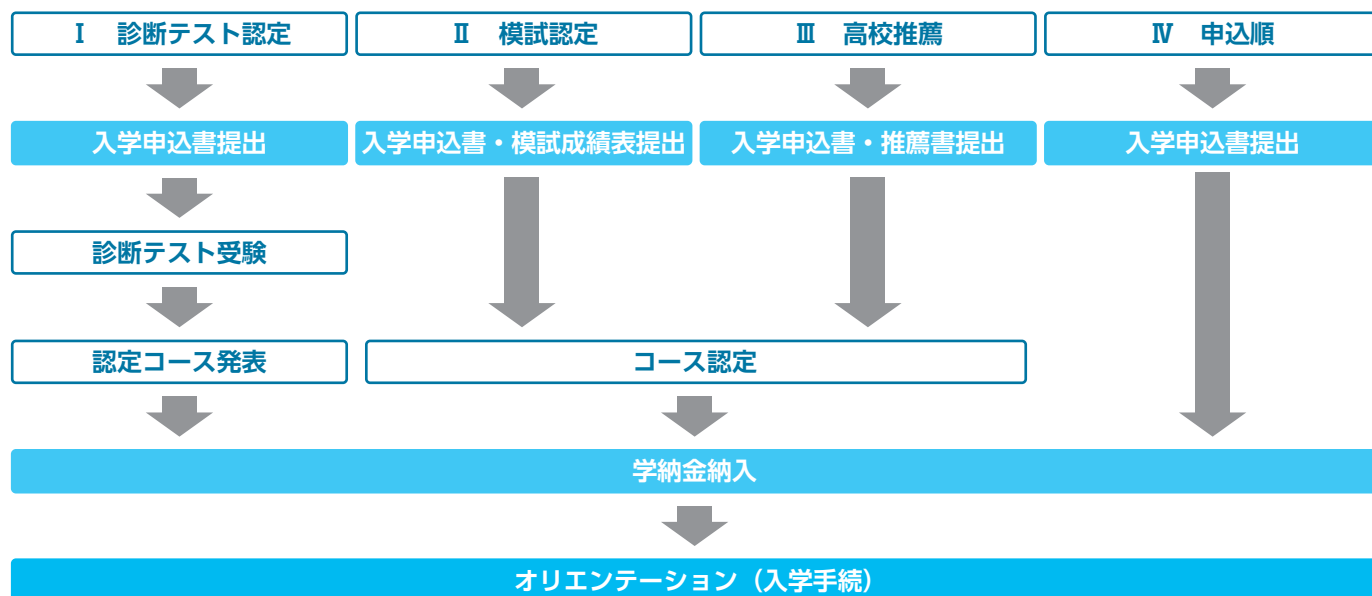 Ⅰ　診断テスト認定
Ⅱ　模試認定
Ⅲ　高校推薦
Ⅳ　申込順
入学申込書提出
入学申込書・模試成績表提出
入学申込書・推薦書提出
入学申込書提出
診断テスト受験
認定コース発表
コース認定
学納金納入
オリエンテーション（入学手続）